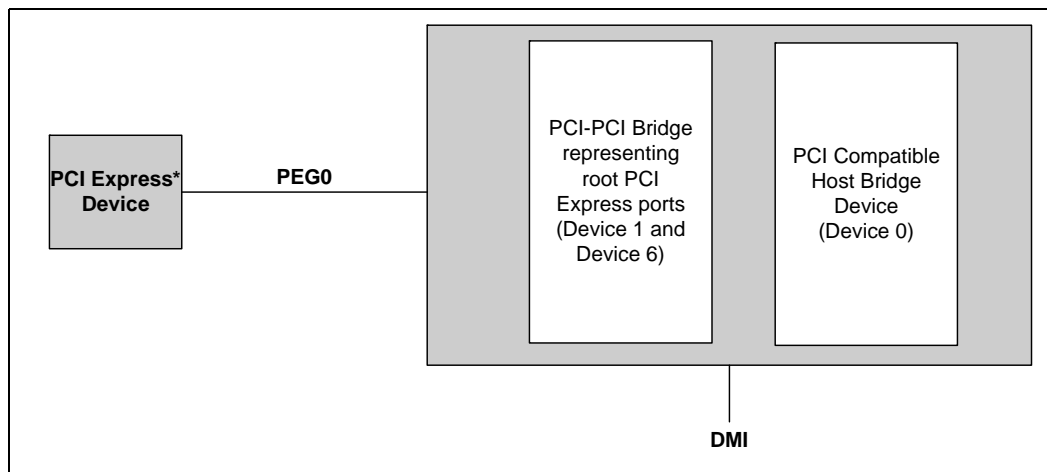 PCI Express*
Device
PEG0
PCI-PCI Bridge
representing
root PCI
Express ports
(Device 1 and
Device 6)
PCI Compatible
Host Bridge
Device
(Device 0)
DMI